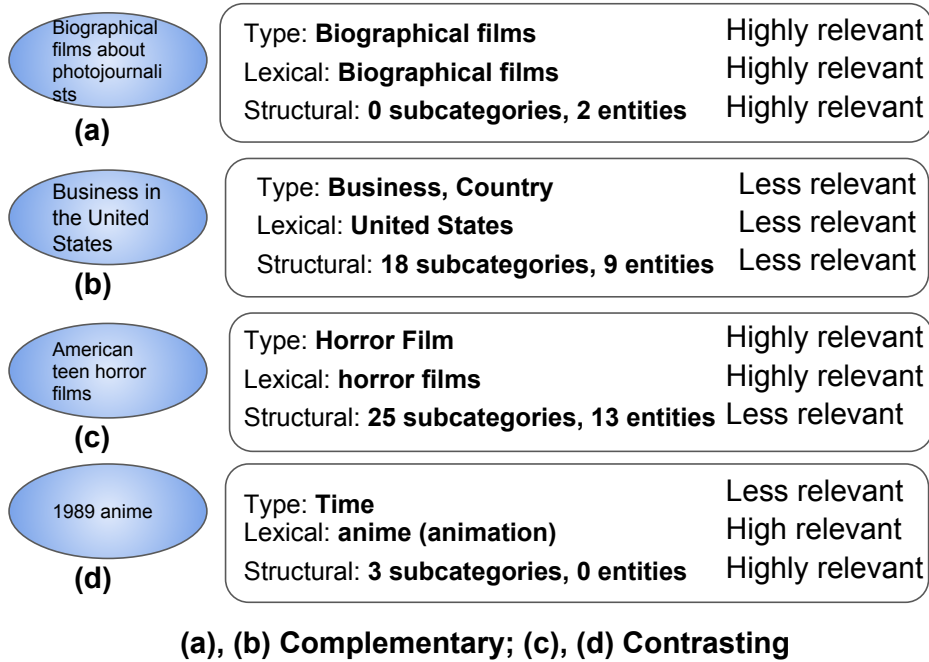 Biographical
films about
photojournali
sts
(a)
Type: Biographical films Highly relevant
Lexical: Biographical films Highly relevant
Structural: 0 subcategories, 2 entities Highly relevant
Business in
the United
States
(b)
Type: Business, Country Less relevant
Lexical: United States Less relevant
Structural: 18 subcategories, 9 entities Less relevant
American
teen horror
films
(c)
Type: Horror Film Highly relevant
Lexical: horror films Highly relevant
Structural: 25 subcategories, 13 entities Less relevant
1989 anime
(d)
Type: Time Less relevant
Lexical: anime (animation) High relevant
Structural: 3 subcategories, 0 entities Highly relevant
(a), (b) Complementary; (c), (d) Contrasting